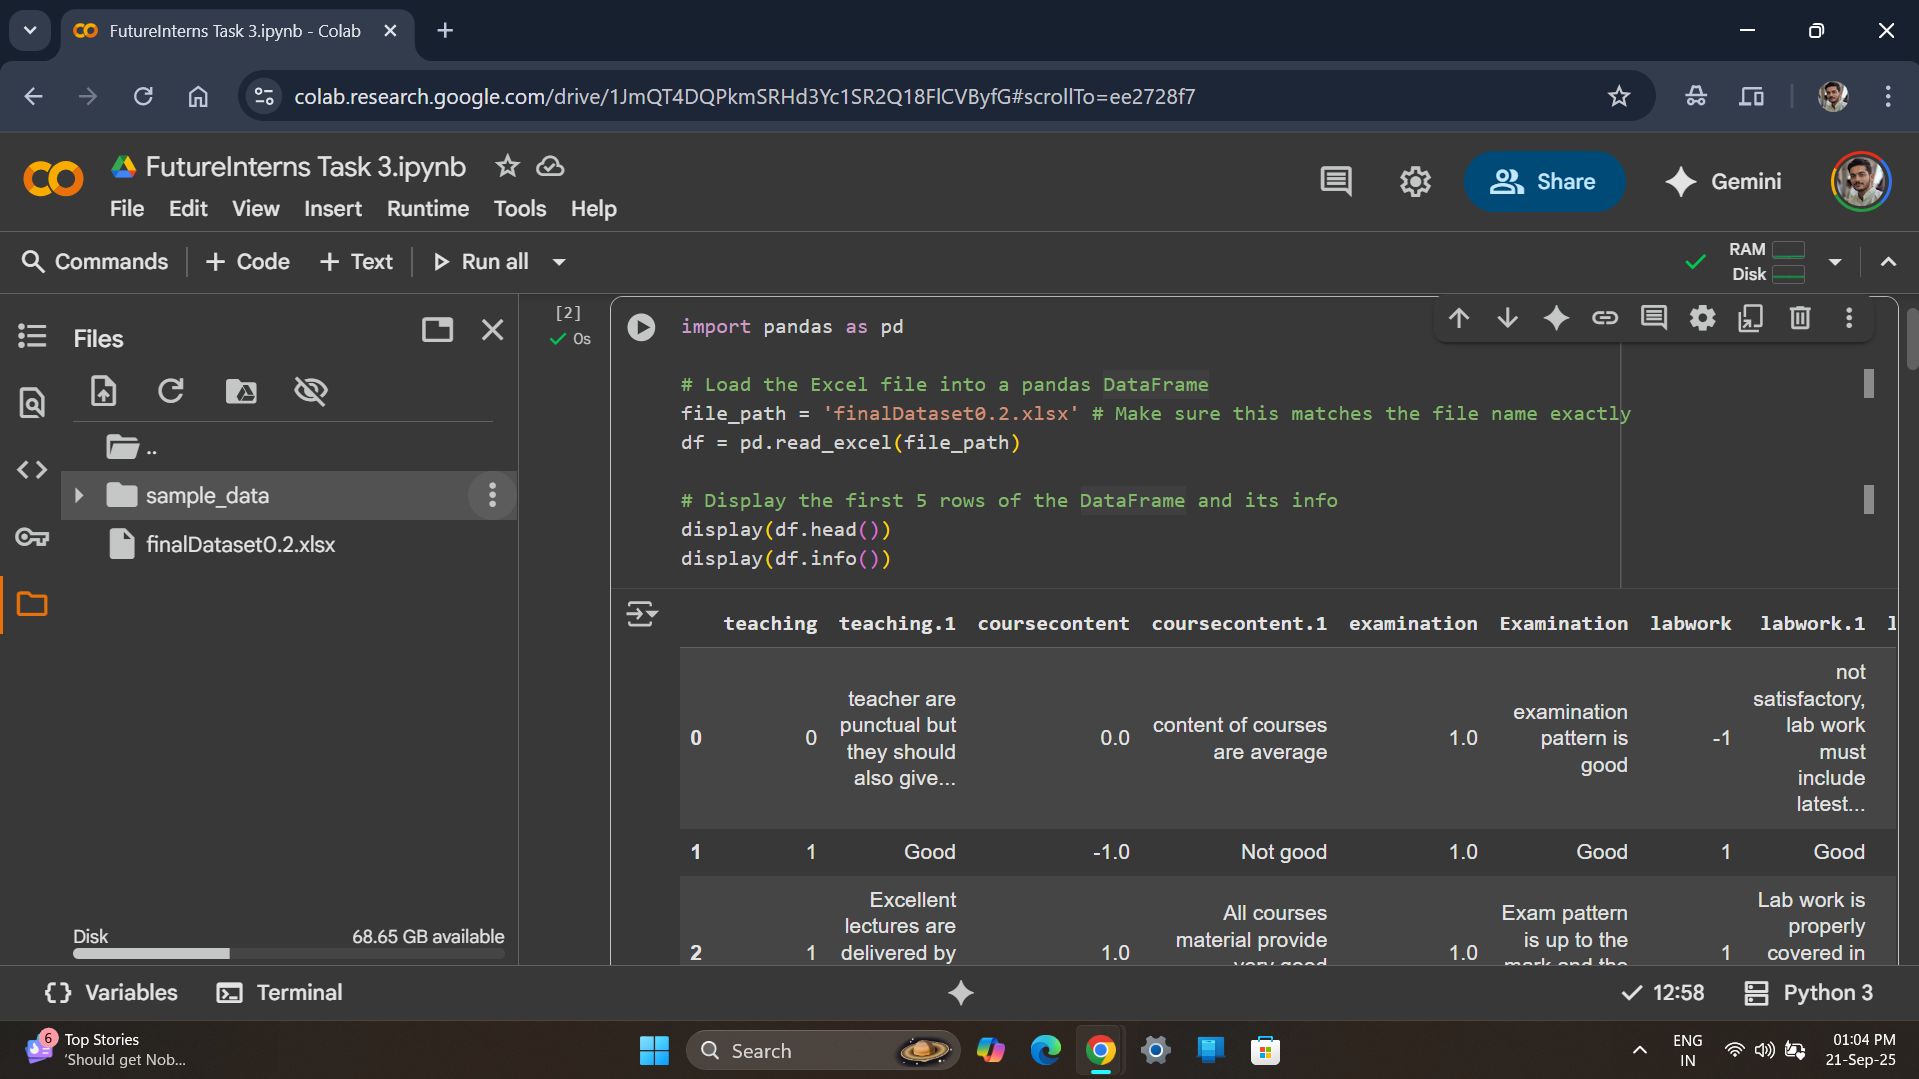 FutureInterns Task 3.ipynb - Colab
colab.research.google.com/drive/1JmQT4DQPkmSRHd3Yc1SR2Q18FlCVByfG#scrollTo=ee2728f7
FutureInterns Task 3.ipynb
File Edit View Insert Runtime Tools Help
Share
Gemini
Commands + Code + Text Run all
RAM
Disk
Files
..
sample_data
finalDataset0.2.xlsx
Disk 68.65 GB available
[2]
0s
import pandas as pd
# Load the Excel file into a pandas DataFrame
file_path = 'finalDataset0.2.xlsx' # Make sure this matches the file name exactly
df = pd.read_excel(file_path)
# Display the first 5 rows of the DataFrame and its info
display(df.head())
display(df.info())
teaching teaching.1 coursecontent coursecontent.1 examination Examination labwork labwork.1 l
0 0 teacher are punctual but they should also give... 0.0 content of courses are average 1.0 examination pattern is good -1 not satisfactory, lab work must include latest...
1 1 Good -1.0 Not good 1.0 Good 1 Good
2 1 Excellent lectures are delivered by 1.0 All courses material provide very good 1.0 Exam pattern is up to the mark and the 1 Lab work is properly covered in
{} Variables Terminal
12:58 Python 3
6
Top Stories
'Should get Nob...
Search
ENG
IN
01:04 PM
21-Sep-25